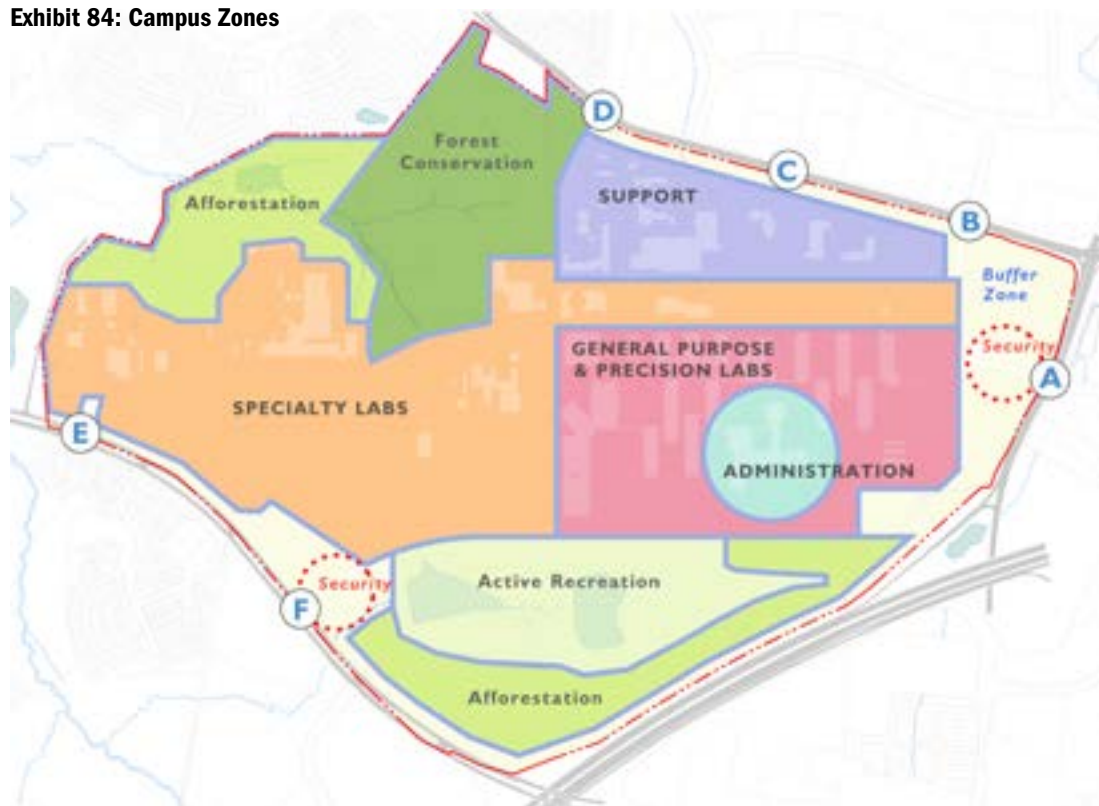 Exhibit 84: Campus Zones
D
Forest
Conservation
C
Afforestation
SUPPORT
B
Buffer
Zone
Security
GENERAL PURPOSE
& PRECISION LABS
A
SPECIALTY LABS
E
ADMINISTRATION
Security
Active Recreation
F
Afforestation